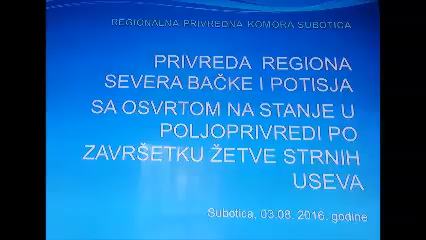 REGIONALNA PRIVREDNA KOMORA SUBOTICA
PRIVREDA REGIONA
SEVERA BAČKE I POTISJA
SA OSVRTOM NA STANJE U
POLJOPRIVREDI PO
ZAVRŠETKU ŽETVE STRNIH
USEVA
Subotica, 03.08. 2016. godine